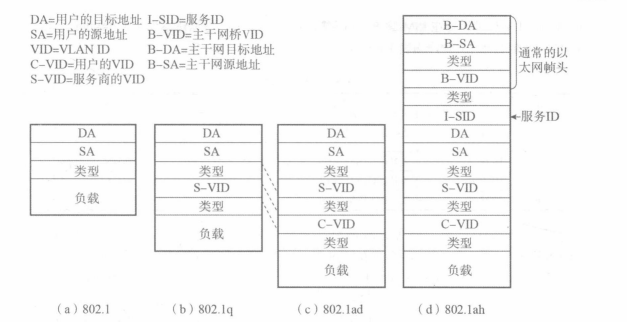 DA=用户的目标地址 I–SID=服务ID
SA=用户的源地址 B–VID=主干网桥VID
VID=VLAN ID B–DA=主干网目标地址
C–VID=用户的VID B–SA=主干网源地址
S–VID=服务商的VID
DA
SA
类型
负载
(a) 802.1
DA
SA
类型
S–VID
类型
负载
(b) 802.1q
DA
SA
类型
S–VID
类型
C–VID
类型
负载
(c) 802.1ad
B–DA
B–SA
类型
B–VID
类型
I–SID
DA
SA
类型
S–VID
类型
C–VID
类型
负载
(d) 802.1ah
通常的以
太网帧头
服务ID